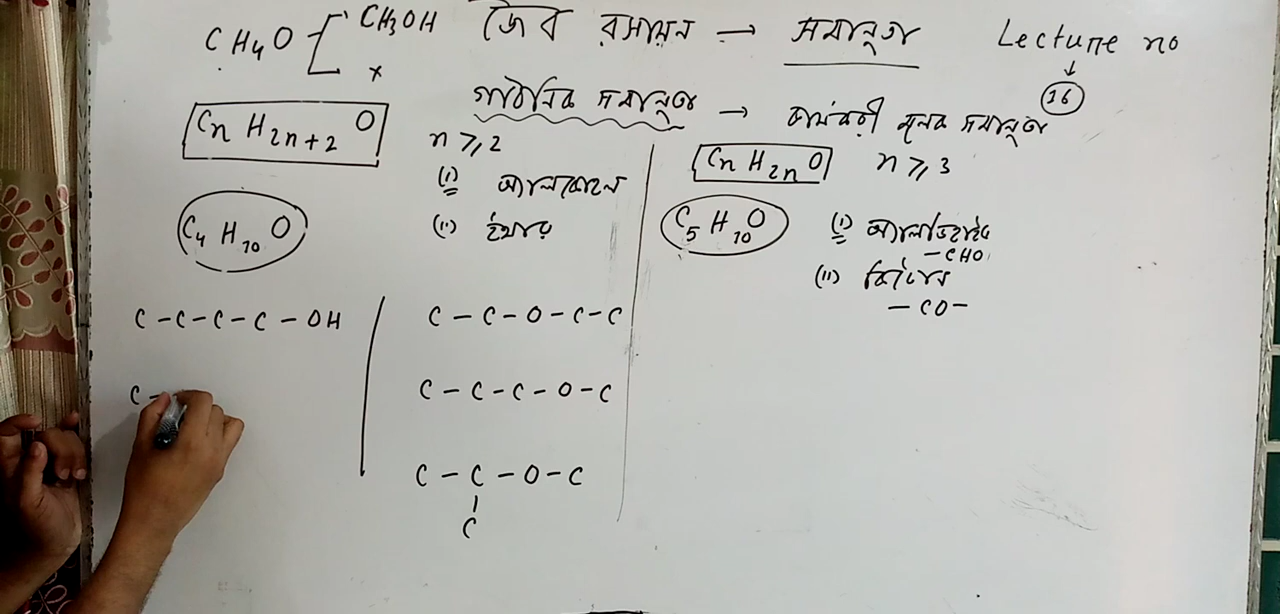 CH₄O CH3OH জৈব রসায়ন → সমানুতা Lecture no
x
↓
16
গাঠনিক সমানুতা → কার্যকরী মূলক সমানুতা
CnH2n+2O n ≥ 2
CnH2nO n ≥ 3
(i) অ্যালকোহল
(ii) ইথার
C₄H₁₀O
C₅H₁₀O
(i) অ্যালডিহাইড
-CHO
(ii) কিটোন
-CO-
C-C-C-C-OH
C-
C-C-O-C-C
C-C-C-O-C
C-C-O-C
|
C